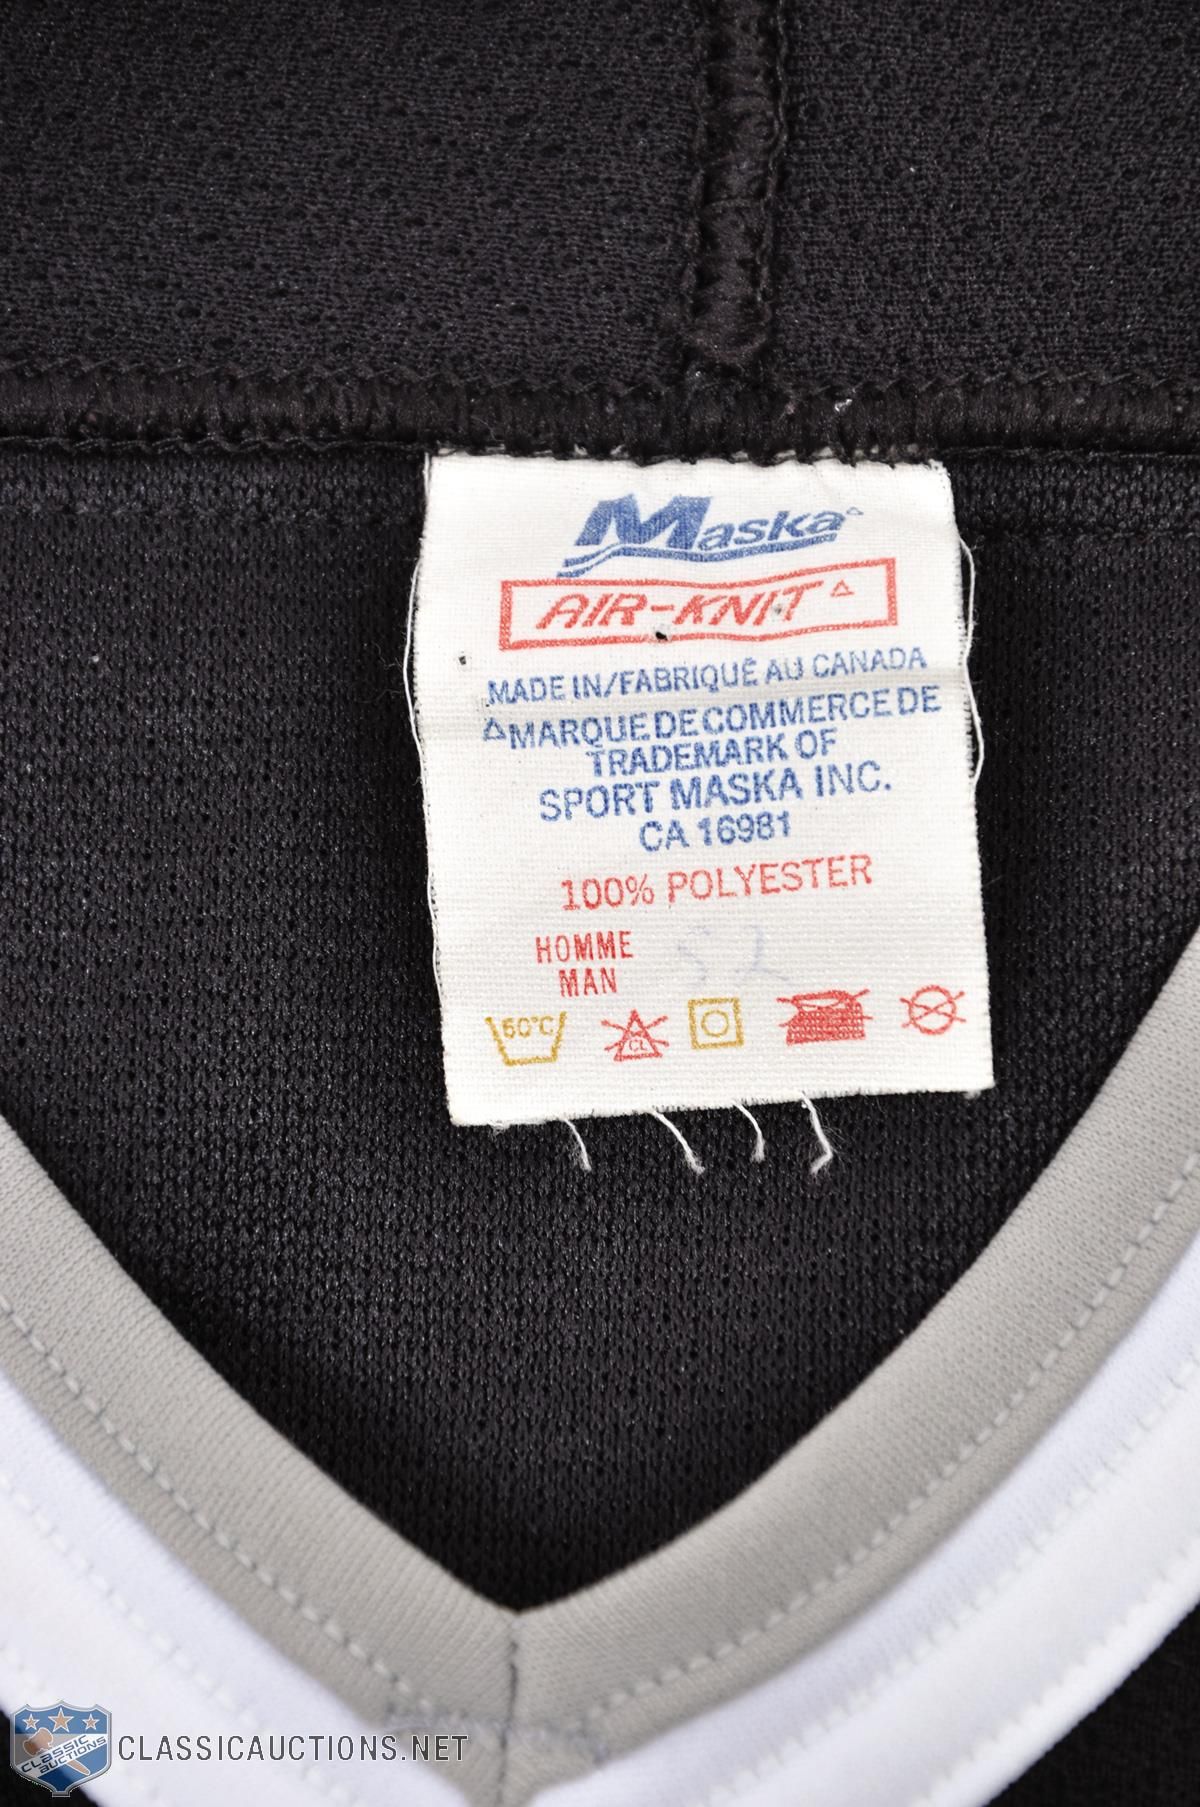 MASKA△
AIR-KNIT△
MADE IN/FABRIQUÉ AU CANADA
△MARQUE DE COMMERCE DE
TRADEMARK OF
SPORT MASKA INC.
CA 16981
100% POLYESTER
HOMME 52
MAN
50°C CL
CLASSIC AUCTIONS CLASSICAUCTIONS.NET